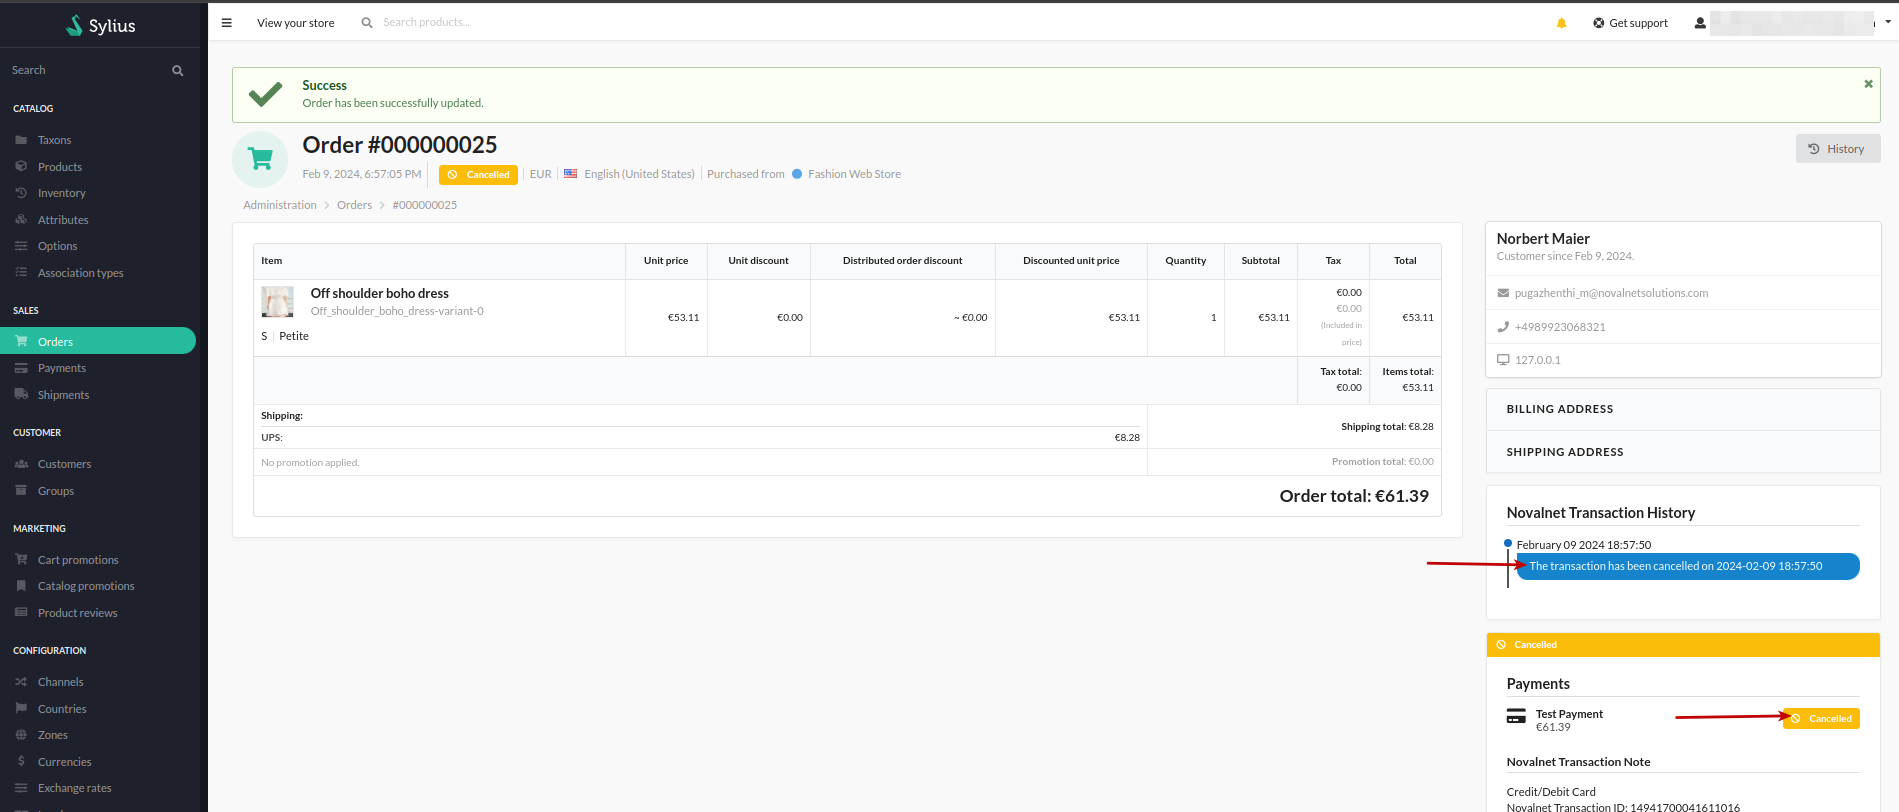 Sylius
View your store
Search products...
Get support
Search
CATALOG
Taxons
Products
Inventory
Attributes
Options
Association types
SALES
Orders
Payments
Shipments
CUSTOMER
Customers
Groups
MARKETING
Cart promotions
Catalog promotions
Product reviews
CONFIGURATION
Channels
Countries
Zones
Currencies
Exchange rates
Success
Order has been successfully updated.
Order #000000025
Feb 9, 2024, 6:57:05 PM Cancelled EUR English (United States) Purchased from Fashion Web Store
History
Administration Orders #000000025
Item Unit price Unit discount Distributed order discount Discounted unit price Quantity Subtotal Tax Total
Off shoulder boho dress
Off_shoulder_boho_dress-variant-0
S Petite
€53.11 €0.00 ~ €0.00 €53.11 1 €53.11
€0.00
€0.00
(Included in
price)
€53.11
Tax total:
€0.00
Items total:
€53.11
Shipping:
UPS: €8.28
Shipping total: €8.28
No promotion applied.
Promotion total: €0.00
Order total: €61.39
Norbert Maier
Customer since Feb 9, 2024.
pugazhenthi_m@novalnetsolutions.com
+4989923068321
127.0.0.1
BILLING ADDRESS
SHIPPING ADDRESS
Novalnet Transaction History
February 09 2024 18:57:50
The transaction has been cancelled on 2024-02-09 18:57:50
Cancelled
Payments
Test Payment
€61.39
Cancelled
Novalnet Transaction Note
Credit/Debit Card
Novalnet Transaction ID: 14941700041611016